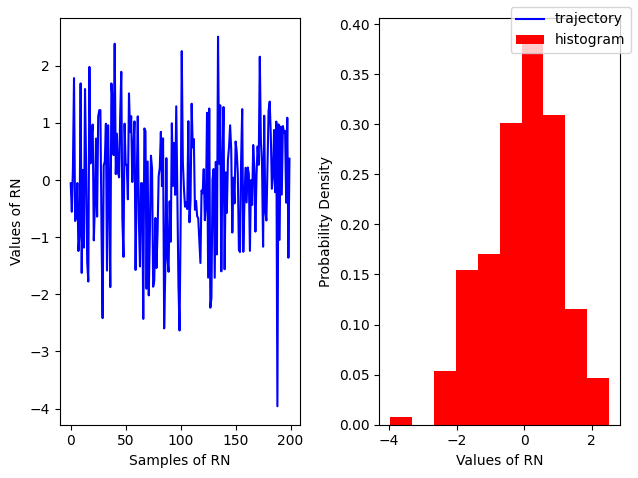 trajectory
histogram
Values of RN
2
1
0
−1
−2
−3
−4
0 50 100 150 200
Samples of RN
Probability Density
0.40
0.35
0.30
0.25
0.20
0.15
0.10
0.05
0.00
−4 −2 0 2
Values of RN